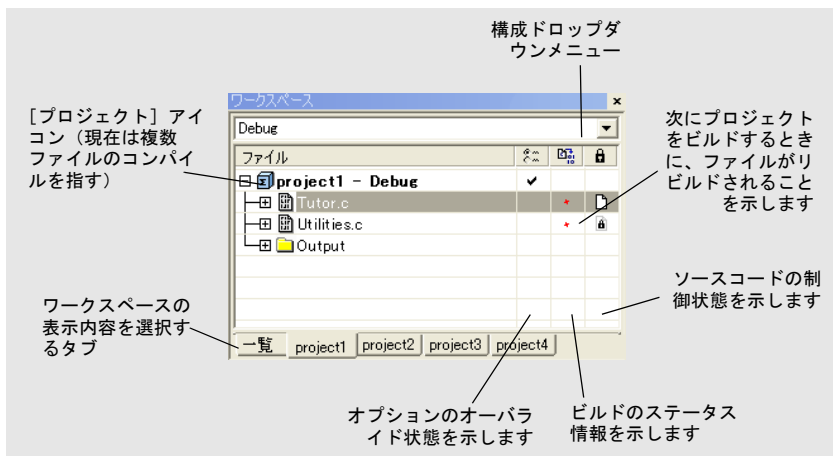 構成ドロップダ
ウンメニュー
[プロジェクト] アイ
コン（現在は複数
ファイルのコンパイ
ルを指す）
ワークスペース
Debug
ファイル
project1 - Debug
Tutor.c
Utilities.c
Output
次にプロジェクト
をビルドするとき
に、ファイルがリ
ビルドされること
を示します
ソースコードの制
御状態を示します
ワークスペースの
表示内容を選択す
るタブ
一覧 project1 project2 project3 project4
オプションのオーバラ
イド状態を示します
ビルドのステータス
情報を示します